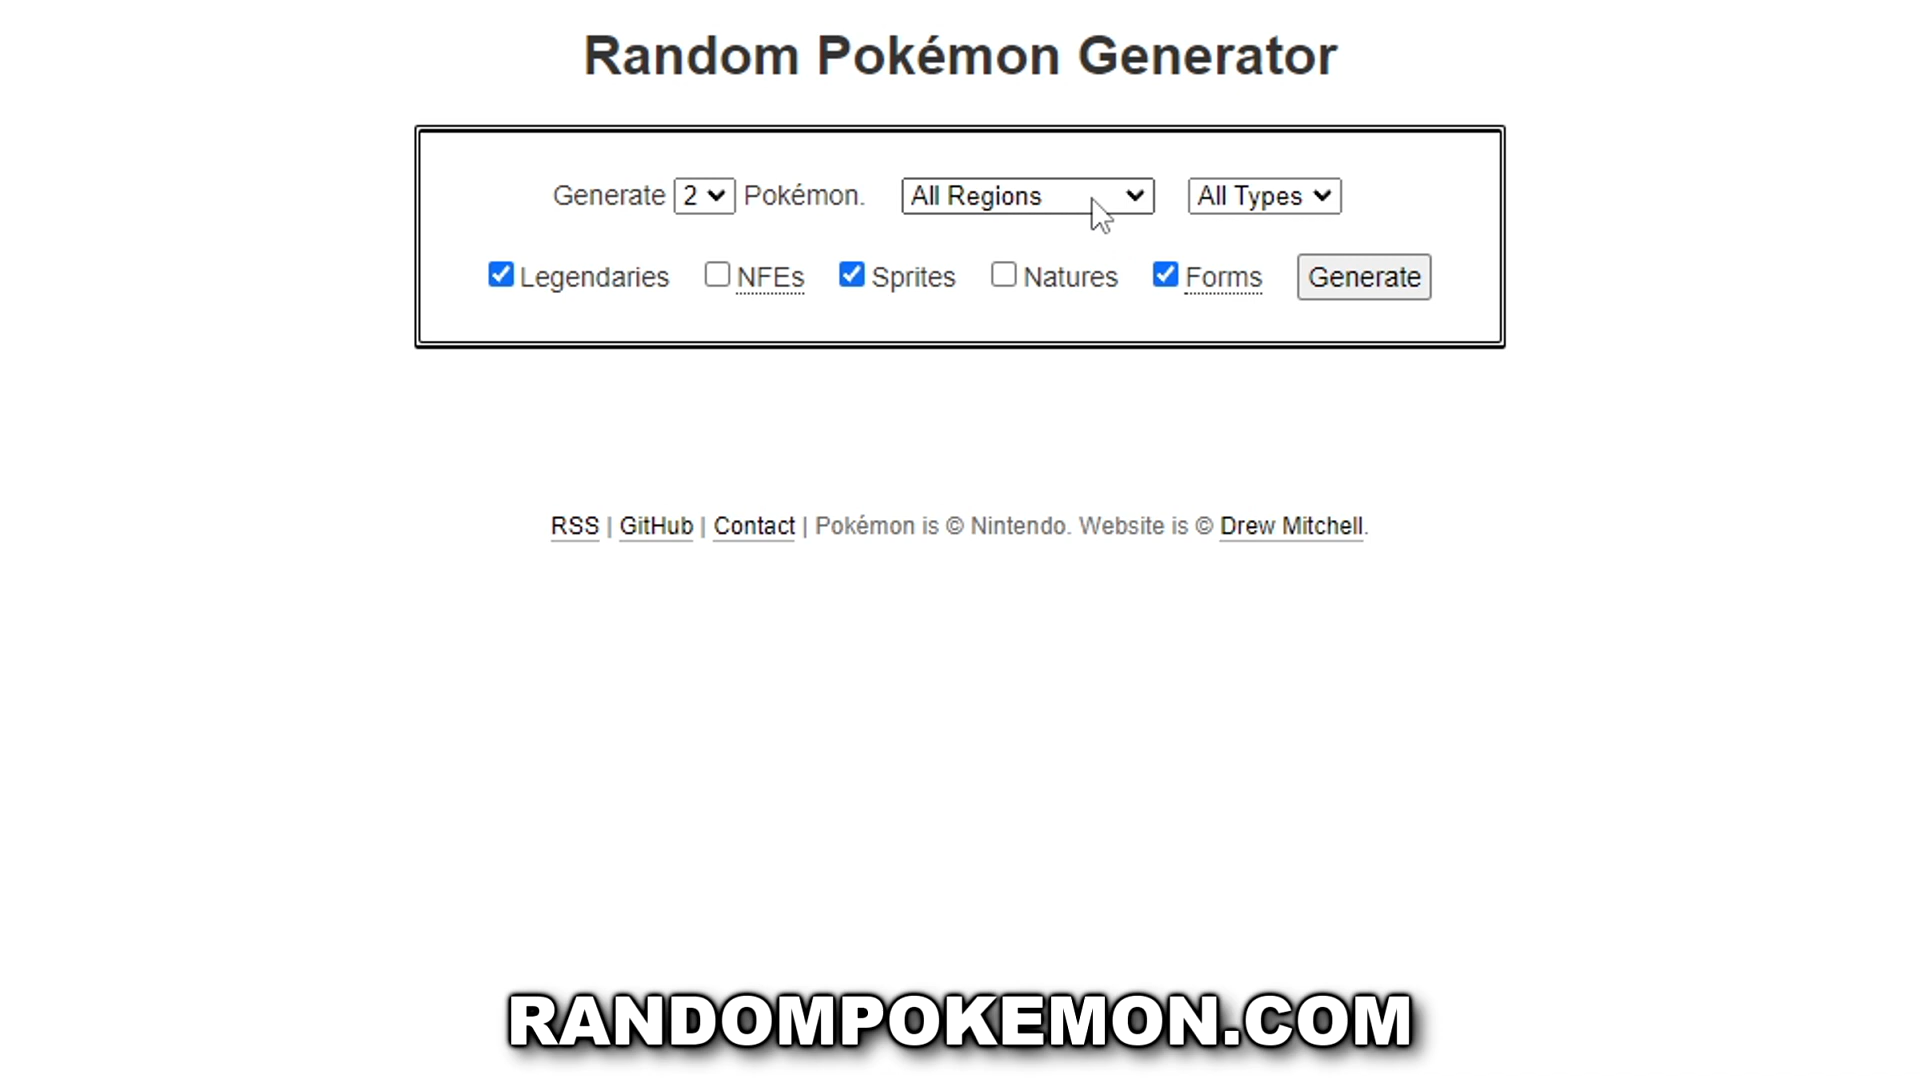 Random Pokémon Generator
Generate 2 Pokémon. All Regions All Types
Legendaries NFEs Sprites Natures Forms Generate
RSS | GitHub | Contact | Pokémon is © Nintendo. Website is © Drew Mitchell.
RANDOMPOKEMON.COM